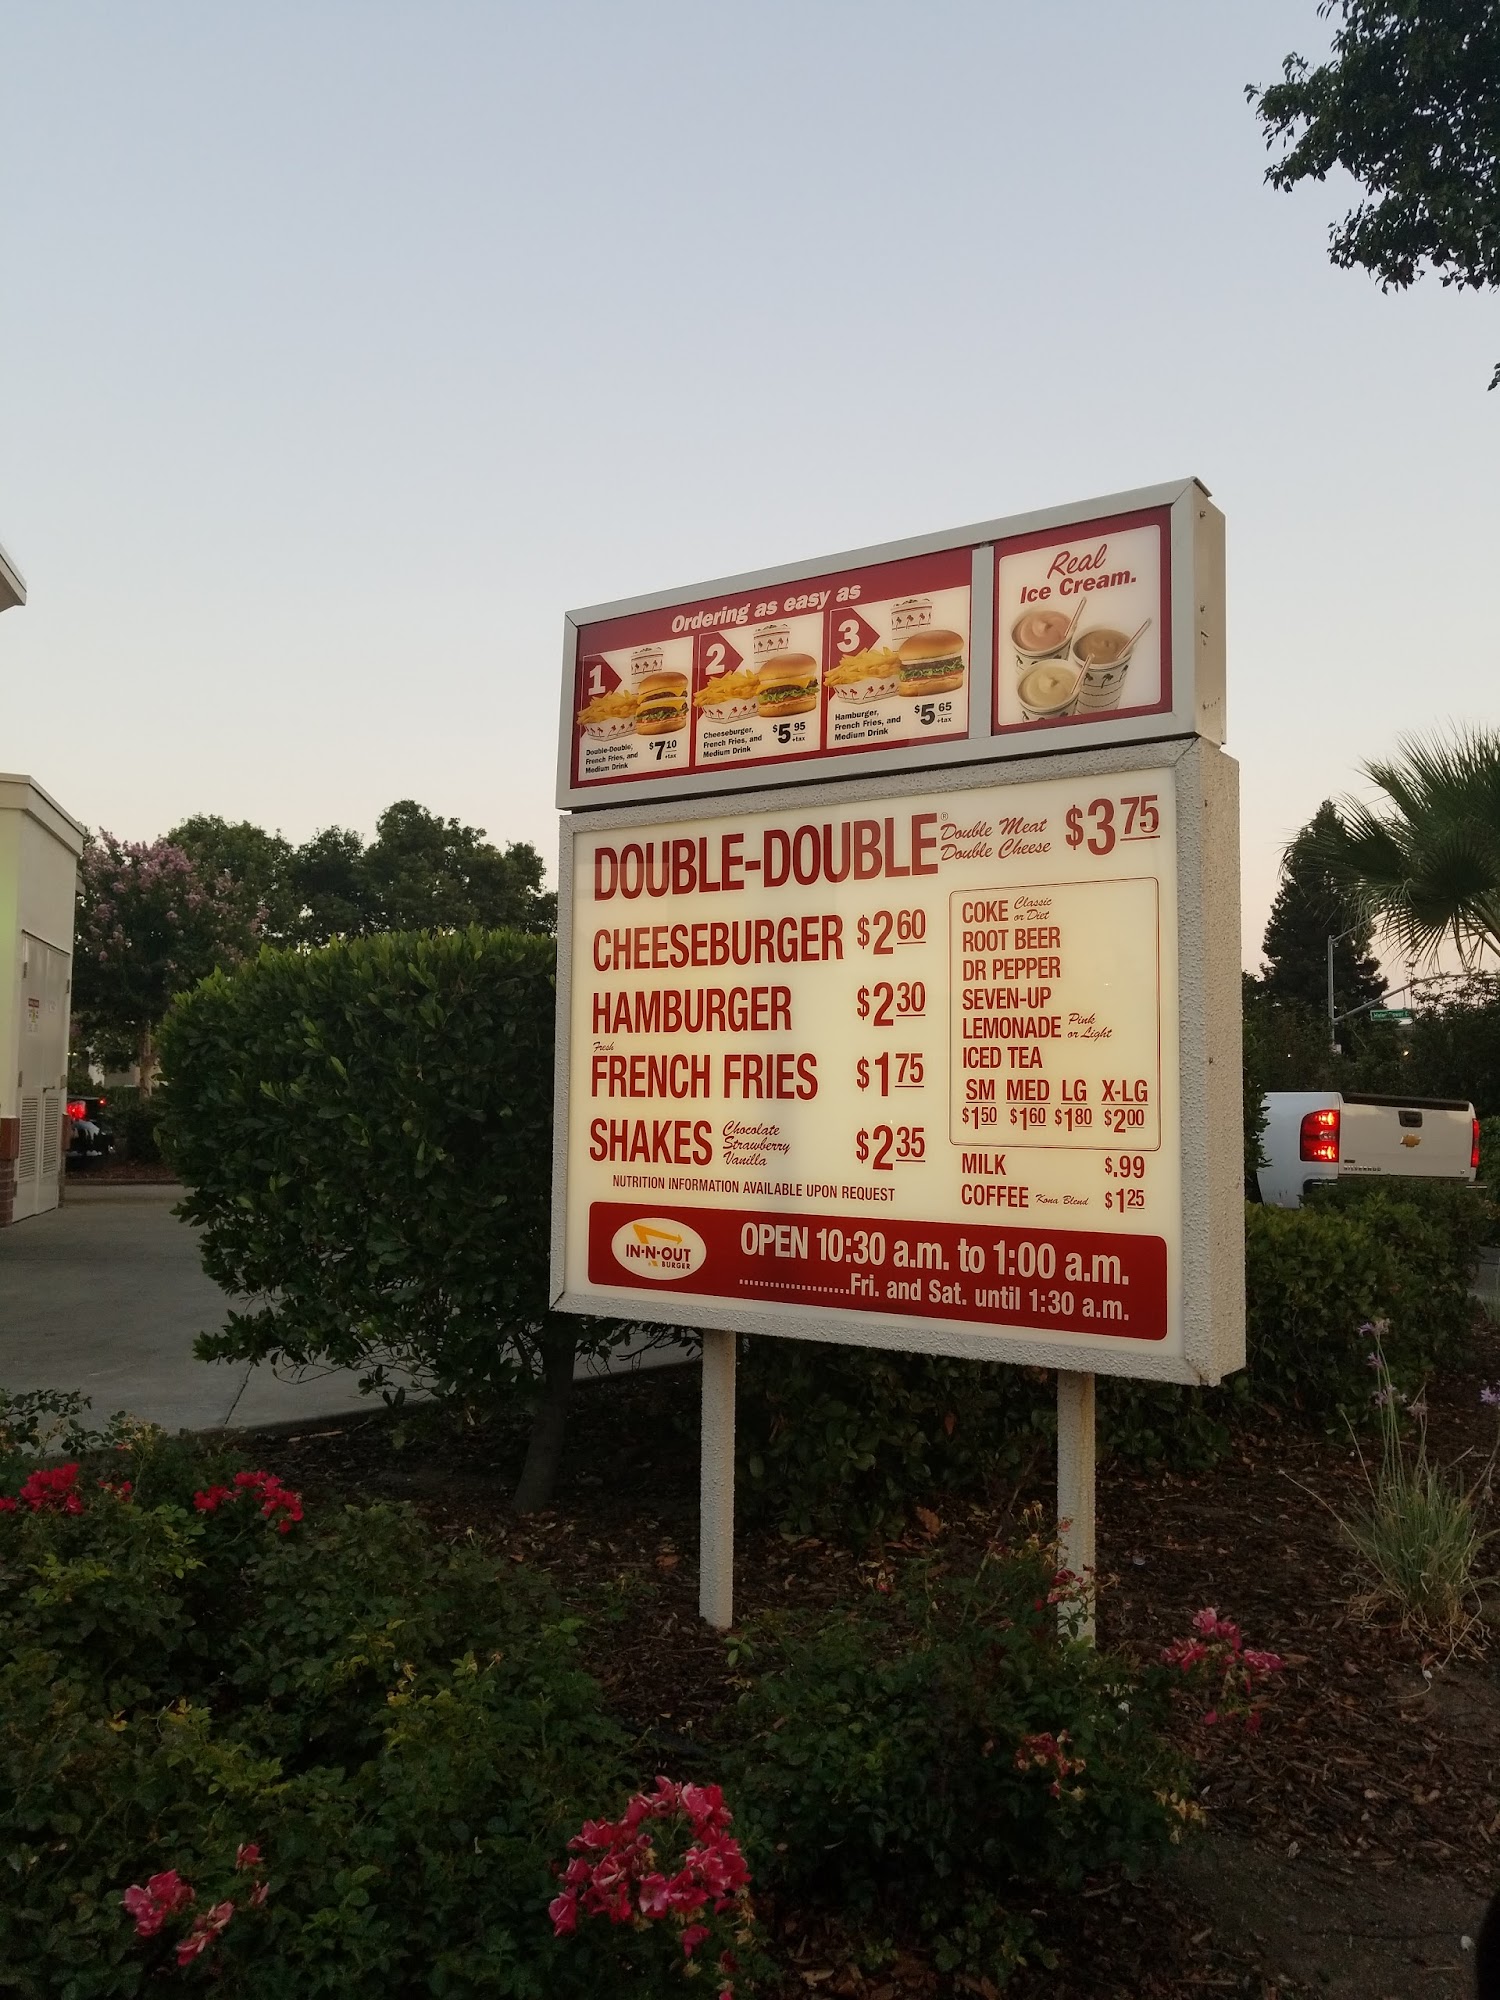 Ordering as easy as
1
Double-Double,
French Fries, and
Medium Drink
$7 10
+tax
2
Cheeseburger,
French Fries, and
Medium Drink
$5 95
+tax
3
Hamburger,
French Fries, and
Medium Drink
$5 65
+tax
Real
Ice Cream.
DOUBLE-DOUBLE® Double Meat Double Cheese $3 75
CHEESEBURGER $2 60
HAMBURGER $2 30
Fresh
FRENCH FRIES $1 75
SHAKES Chocolate Strawberry Vanilla $2 35
NUTRITION INFORMATION AVAILABLE UPON REQUEST
COKE Classic or Diet
ROOT BEER
DR PEPPER
SEVEN-UP
LEMONADE Pink or Light
ICED TEA
SM MED LG X-LG
$1 50 $1 60 $1 80 $2 00
MILK $.99
COFFEE Kona Blend $1 25
IN-N-OUT
BURGER
OPEN 10:30 a.m. to 1:00 a.m.
......................Fri. and Sat. until 1:30 a.m.